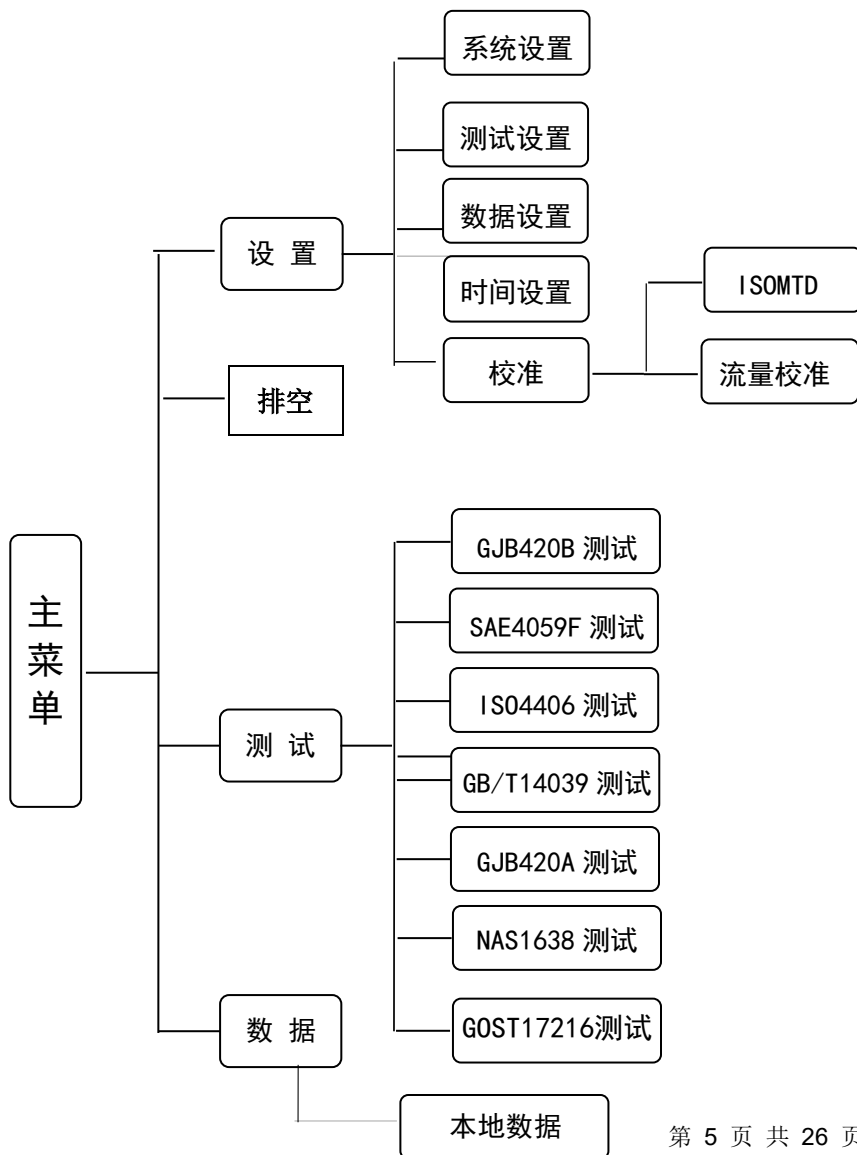 系统设置
测试设置
数据设置
设 置
时间设置
ISOMTD
校准
流量校准
排空
主菜单
GJB420B 测试
SAE4059F 测试
ISO4406 测试
测 试
GB/T14039 测试
GJB420A 测试
NAS1638 测试
数 据
GOST17216测试
本地数据
第 5 页 共 26 页